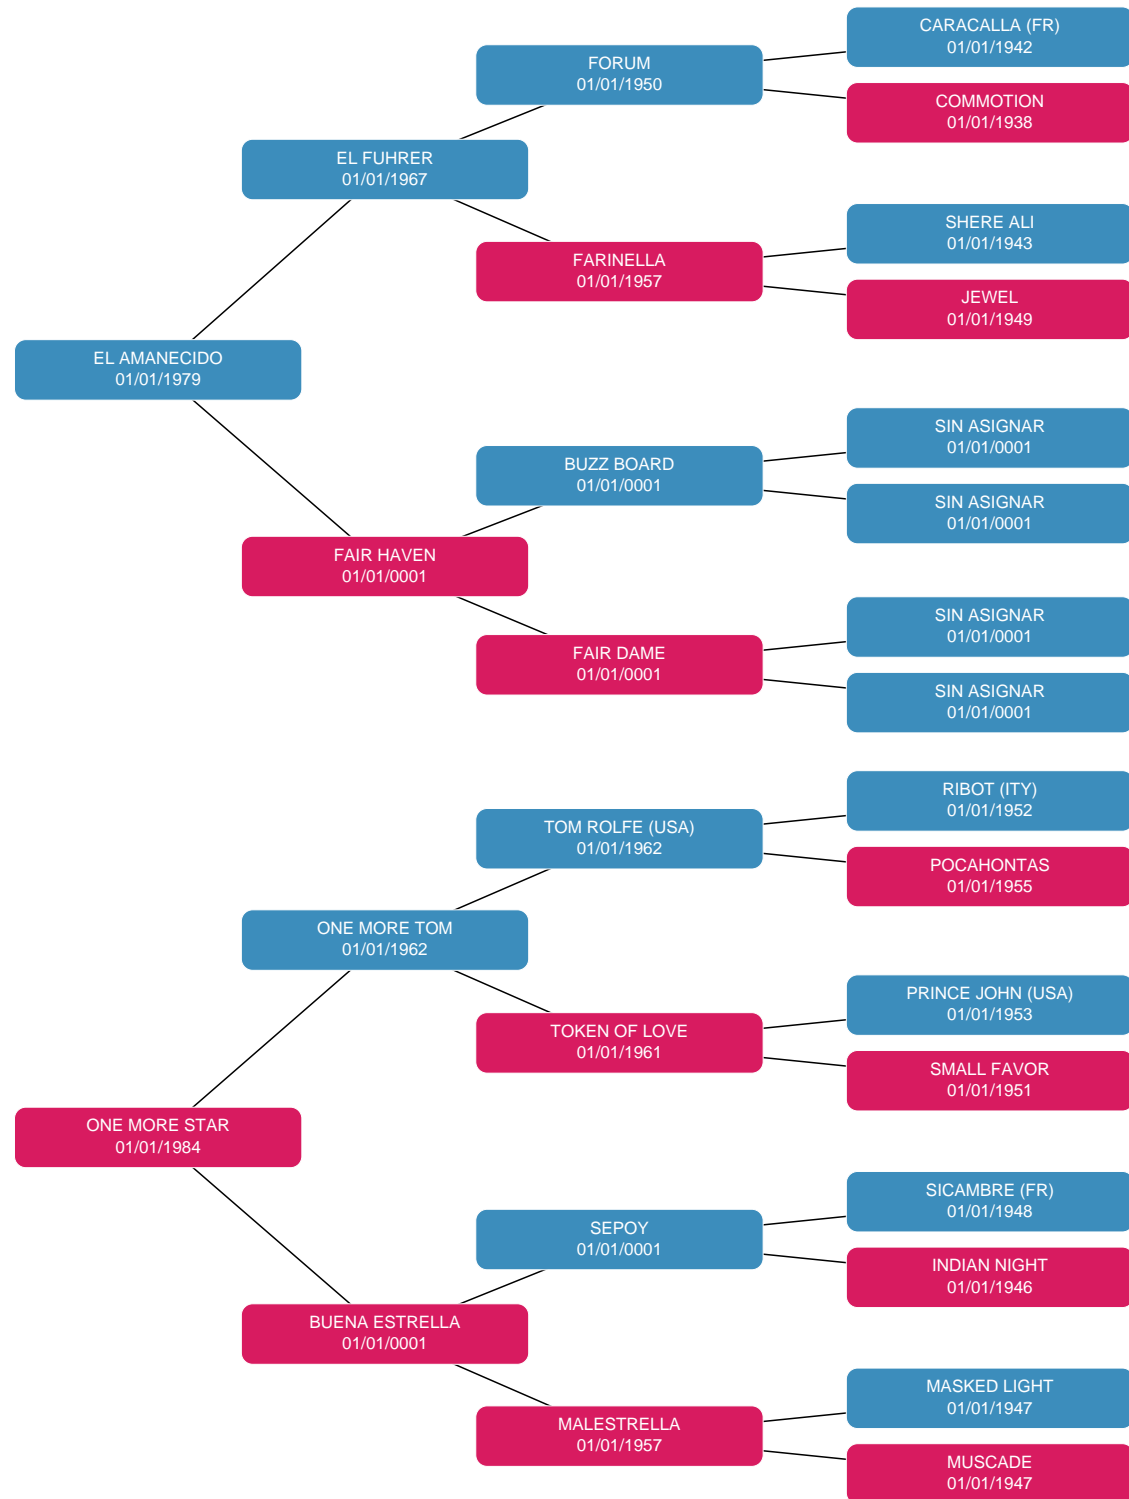 CARACALLA (FR)
01/01/1942
FORUM
01/01/1950
COMMOTION
01/01/1938
EL FUHRER
01/01/1967
SHERE ALI
01/01/1943
FARINELLA
01/01/1957
JEWEL
01/01/1949
EL AMANECIDO
01/01/1979
SIN ASIGNAR
01/01/0001
BUZZ BOARD
01/01/0001
SIN ASIGNAR
01/01/0001
FAIR HAVEN
01/01/0001
SIN ASIGNAR
01/01/0001
FAIR DAME
01/01/0001
SIN ASIGNAR
01/01/0001
RIBOT (ITY)
01/01/1952
TOM ROLFE (USA)
01/01/1962
POCAHONTAS
01/01/1955
ONE MORE TOM
01/01/1962
PRINCE JOHN (USA)
01/01/1953
TOKEN OF LOVE
01/01/1961
SMALL FAVOR
01/01/1951
ONE MORE STAR
01/01/1984
SICAMBRE (FR)
01/01/1948
SEPOY
01/01/0001
INDIAN NIGHT
01/01/1946
BUENA ESTRELLA
01/01/0001
MASKED LIGHT
01/01/1947
MALESTRELLA
01/01/1957
MUSCADE
01/01/1947